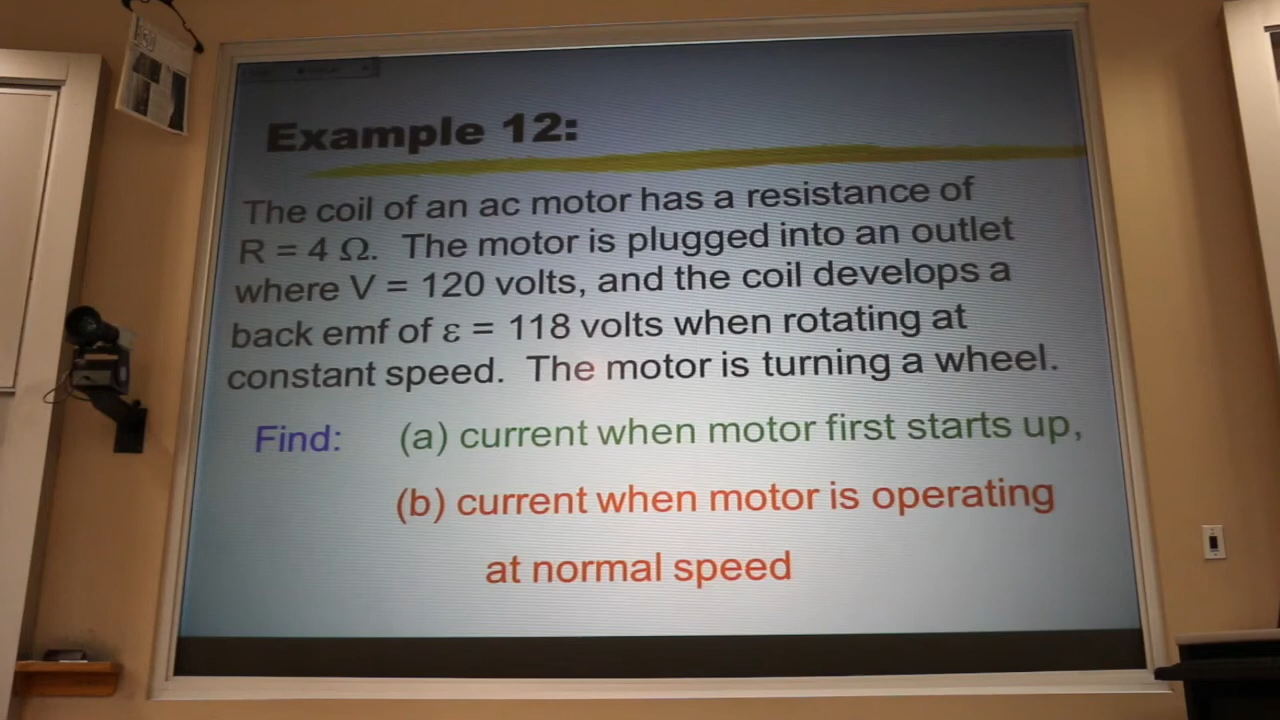 Example 12:
The coil of an ac motor has a resistance of
R = 4 Ω. The motor is plugged into an outlet
where V = 120 volts, and the coil develops a
back emf of ε = 118 volts when rotating at
constant speed. The motor is turning a wheel.
Find: (a) current when motor first starts up,
(b) current when motor is operating
at normal speed